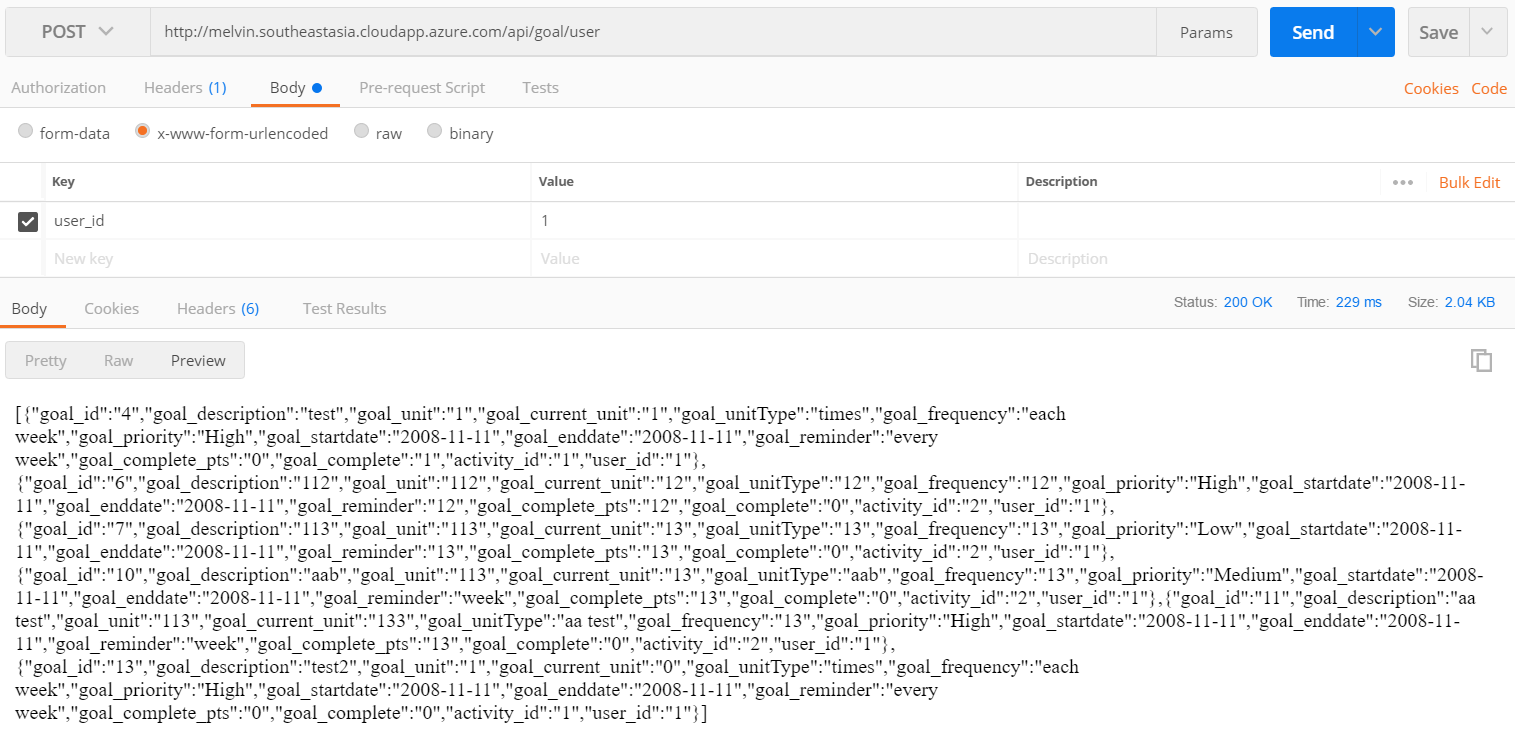 POST http://melvin.southeastasia.cloudapp.azure.com/api/goal/user Params Send Save
Authorization Headers (1) Body Pre-request Script Tests Cookies Code
form-data x-www-form-urlencoded raw binary
Key Value Description ••• Bulk Edit
user_id 1
New key Value Description
Body Cookies Headers (6) Test Results Status: 200 OK Time: 229 ms Size: 2.04 KB
Pretty Raw Preview
[{"goal_id":"4","goal_description":"test","goal_unit":"1","goal_current_unit":"1","goal_unitType":"times","goal_frequency":"each
week","goal_priority":"High","goal_startdate":"2008-11-11","goal_enddate":"2008-11-11","goal_reminder":"every
week","goal_complete_pts":"0","goal_complete":"1","activity_id":"1","user_id":"1"},
{"goal_id":"6","goal_description":"112","goal_unit":"112","goal_current_unit":"12","goal_unitType":"12","goal_frequency":"12","goal_priority":"High","goal_startdate":"2008-11-
11","goal_enddate":"2008-11-11","goal_reminder":"12","goal_complete_pts":"12","goal_complete":"0","activity_id":"2","user_id":"1"},
{"goal_id":"7","goal_description":"113","goal_unit":"113","goal_current_unit":"13","goal_unitType":"13","goal_frequency":"13","goal_priority":"Low","goal_startdate":"2008-11-
11","goal_enddate":"2008-11-11","goal_reminder":"13","goal_complete_pts":"13","goal_complete":"0","activity_id":"2","user_id":"1"},
{"goal_id":"10","goal_description":"aab","goal_unit":"113","goal_current_unit":"13","goal_unitType":"aab","goal_frequency":"13","goal_priority":"Medium","goal_startdate":"2008-
11-11","goal_enddate":"2008-11-11","goal_reminder":"week","goal_complete_pts":"13","goal_complete":"0","activity_id":"2","user_id":"1"},{"goal_id":"11","goal_description":"aa
test","goal_unit":"113","goal_current_unit":"133","goal_unitType":"aa test","goal_frequency":"13","goal_priority":"High","goal_startdate":"2008-11-11","goal_enddate":"2008-11-
11","goal_reminder":"week","goal_complete_pts":"13","goal_complete":"0","activity_id":"2","user_id":"1"},
{"goal_id":"13","goal_description":"test2","goal_unit":"1","goal_current_unit":"0","goal_unitType":"times","goal_frequency":"each
week","goal_priority":"High","goal_startdate":"2008-11-11","goal_enddate":"2008-11-11","goal_reminder":"every
week","goal_complete_pts":"0","goal_complete":"0","activity_id":"1","user_id":"1"}]